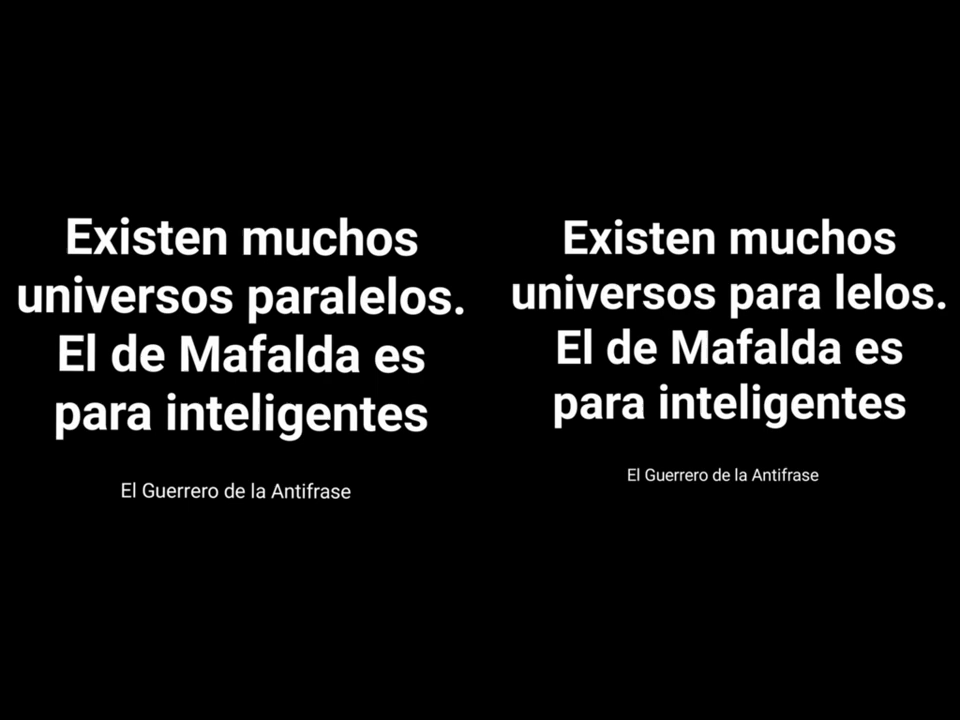 Existen muchos
universos paralelos.
El de Mafalda es
para inteligentes
El Guerrero de la Antifrase
Existen muchos
universos para lelos.
El de Mafalda es
para inteligentes
El Guerrero de la Antifrase